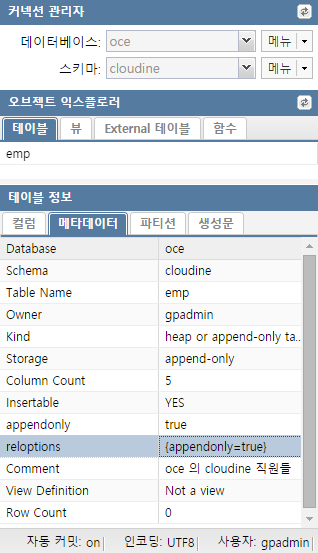 커넥션 관리자
데이터베이스: oce 메뉴
스키마: cloudine 메뉴
오브젝트 익스플로러
테이블 뷰 External 테이블 함수
emp
테이블 정보
컬럼 메타데이터 파티션 생성문
Database oce
Schema cloudine
Table Name emp
Owner gpadmin
Kind heap or append-only ta...
Storage append-only
Column Count 5
Insertable YES
appendonly true
reloptions {appendonly=true}
Comment oce 의 cloudine 직원들
View Definition Not a view
Row Count 0
자동 커밋: on 인코딩: UTF8 사용자: gpadmin